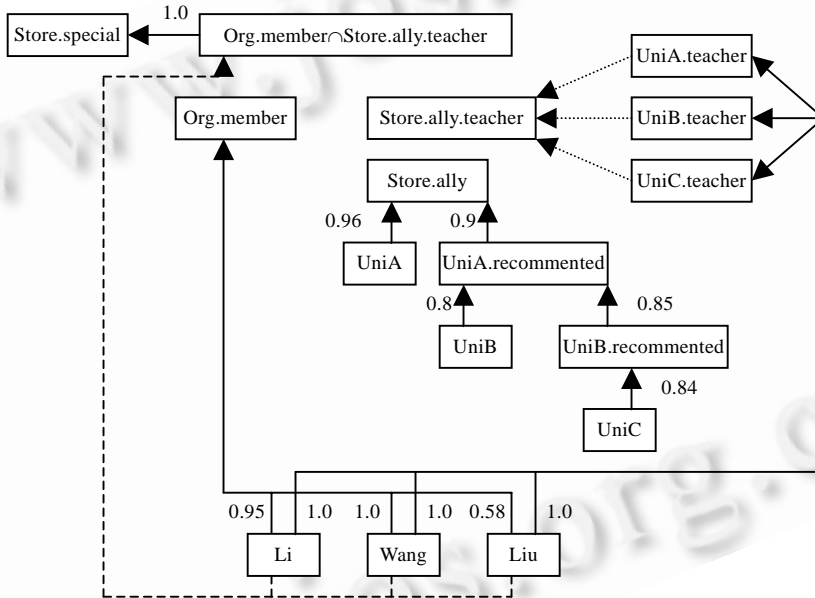 1.0
Store.special
Org.member∩Store.ally.teacher
UniA.teacher
Org.member
Store.ally.teacher
UniB.teacher
UniC.teacher
Store.ally
0.96
0.9
UniA
UniA.recommented
0.8
0.85
UniB
UniB.recommented
0.84
UniC
0.95 1.0 1.0 1.0 0.58 1.0
Li Wang Liu